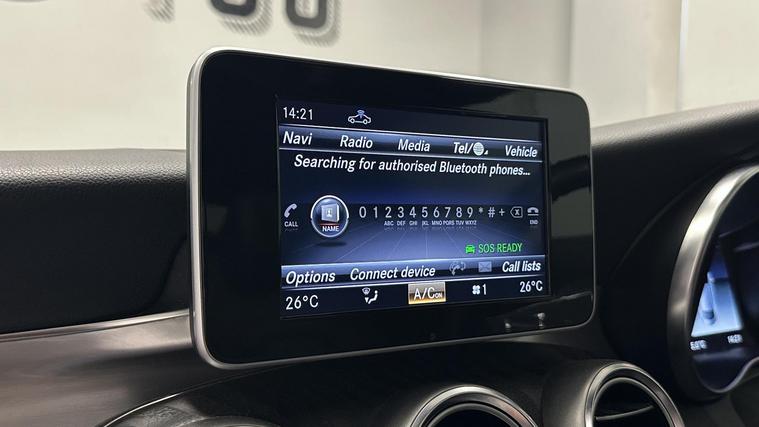 14:21
Navi Radio Media Tel/ Vehicle
Searching for authorised Bluetooth phones...
0 1 2 3 4 5 6 7 8 9 * # +
CALL NAME ABC DEF GHI JKL MNO PQRS TUV WXYZ END
SOS READY
Options Connect device Call lists
26°C A/C ON 1 26°C